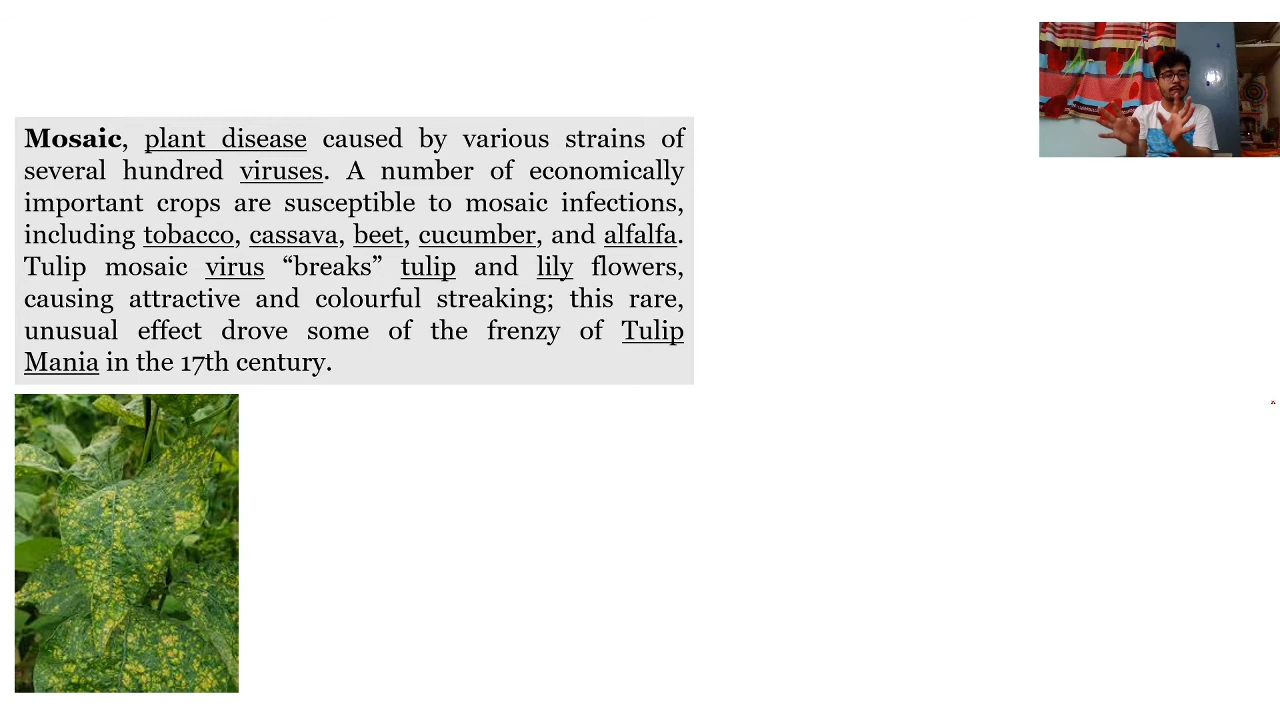 Mosaic, plant disease caused by various strains of
several hundred viruses. A number of economically
important crops are susceptible to mosaic infections,
including tobacco, cassava, beet, cucumber, and alfalfa.
Tulip mosaic virus “breaks” tulip and lily flowers,
causing attractive and colourful streaking; this rare,
unusual effect drove some of the frenzy of Tulip
Mania in the 17th century.